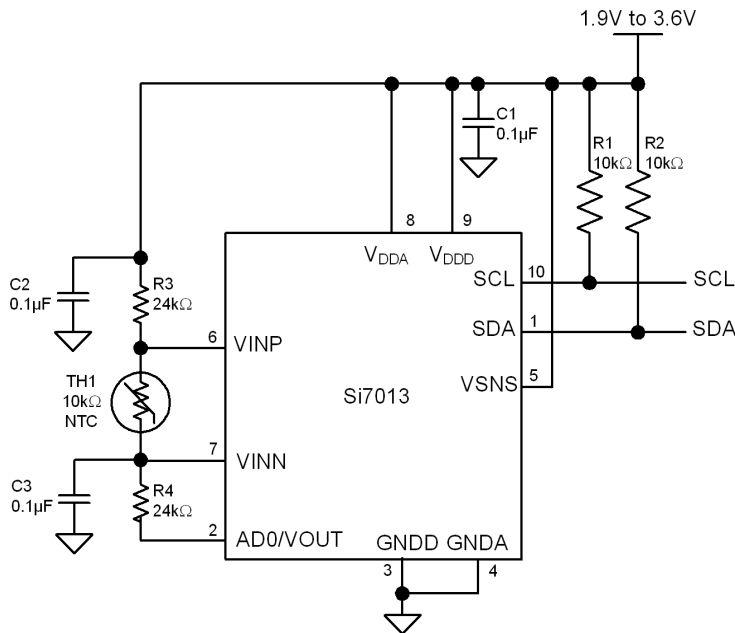 1.9V to 3.6V
C1
0.1µF
R1
10kΩ
R2
10kΩ
8
9
VDDA
VDDD
C2
0.1µF
R3
24kΩ
SCL
10
SCL
SDA
1
SDA
6
VINP
TH1
10kΩ
NTC
VSNS
5
Si7013
7
VINN
C3
0.1µF
R4
24kΩ
2
AD0/VOUT
GNDD
GNDA
3
4